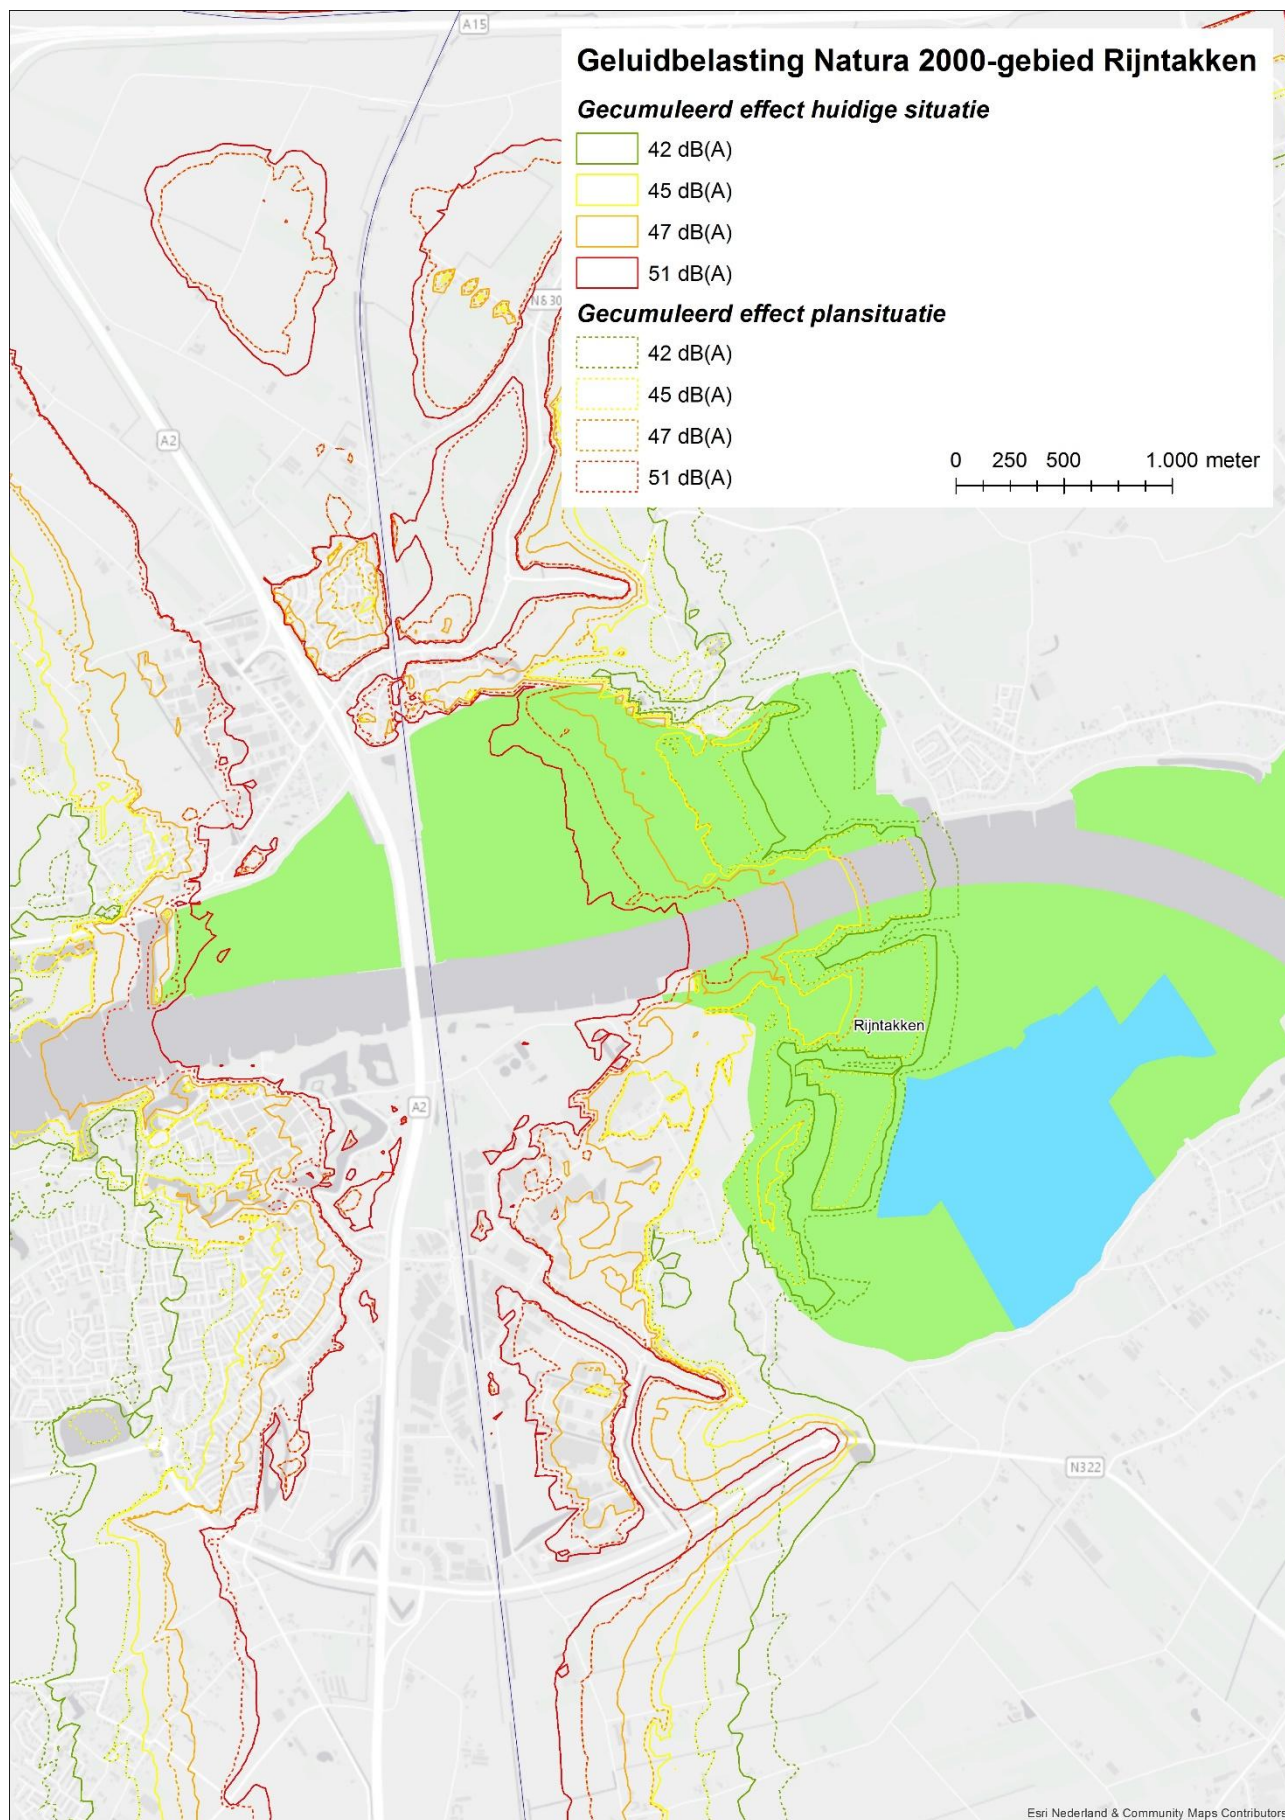 A15
Geluidbelasting Natura 2000-gebied Rijntakken
Gecumuleerd effect huidige situatie
42 dB(A)
45 dB(A)
47 dB(A)
51 dB(A)
Gecumuleerd effect plansituatie
42 dB(A)
45 dB(A)
47 dB(A)
51 dB(A)
0 250 500 1.000 meter
A2
Rijntakken
A2
N322
Esri Nederland & Community Maps Contributors